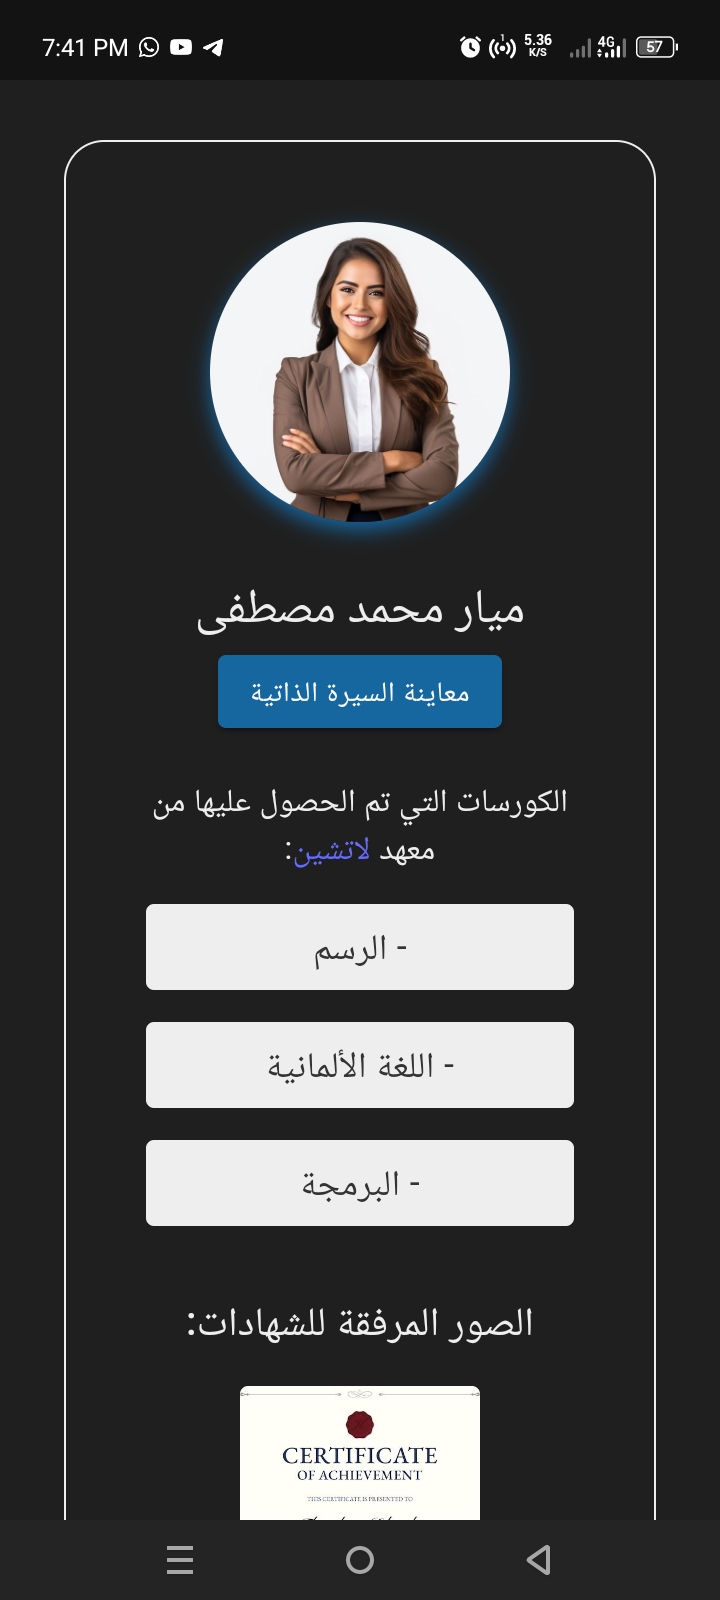 7:41 PM
1
5.36
K/S
4G
57
ميار محمد مصطفى
معاينة السيرة الذاتية
الكورسات التي تم الحصول عليها من
معهد لاتشين:
- الرسم
- اللغة الألمانية
- البرمجة
الصور المرفقة للشهادات:
CERTIFICATE
OF ACHIEVEMENT
THIS CERTIFICATE IS PRESENTED TO